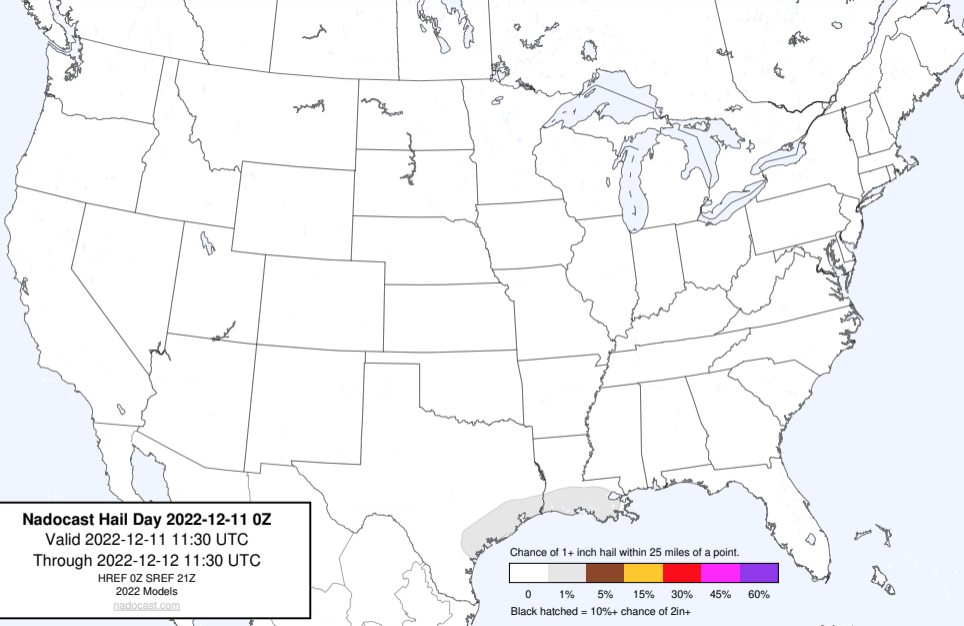 Nadocast Hail Day 2022-12-11 0Z
Valid 2022-12-11 11:30 UTC
Through 2022-12-12 11:30 UTC
HREF 0Z SREF 21Z
2022 Models
nadocast.com
Chance of 1+ inch hail within 25 miles of a point.
0 1% 5% 15% 30% 45% 60%
Black hatched = 10%+ chance of 2in+